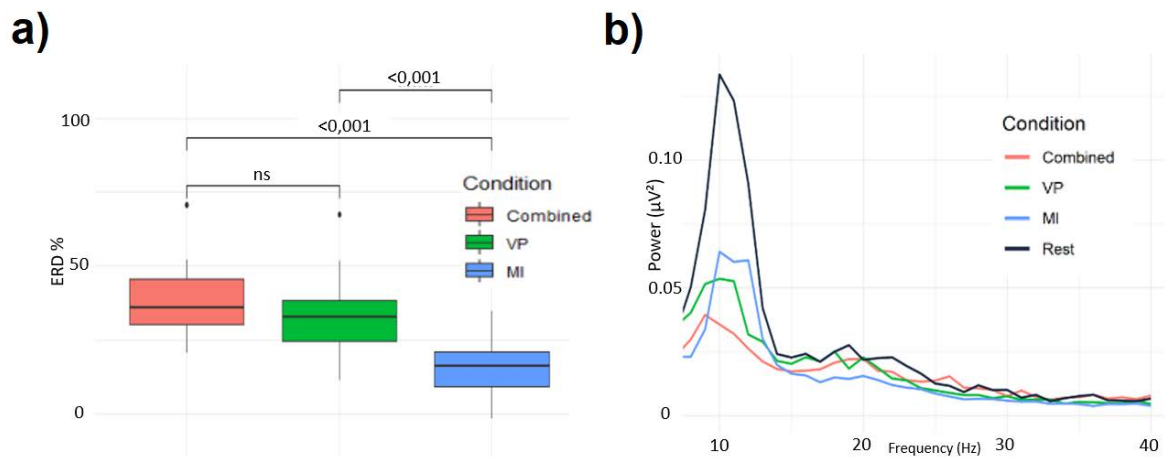 a)
<0,001
<0,001
ns
100
50
0
ERD %
Condition
Combined
VP
MI
b)
Condition
Combined
VP
MI
Rest
0.10
0.05
0
Power (µV²)
10
20
30
40
Frequency (Hz)